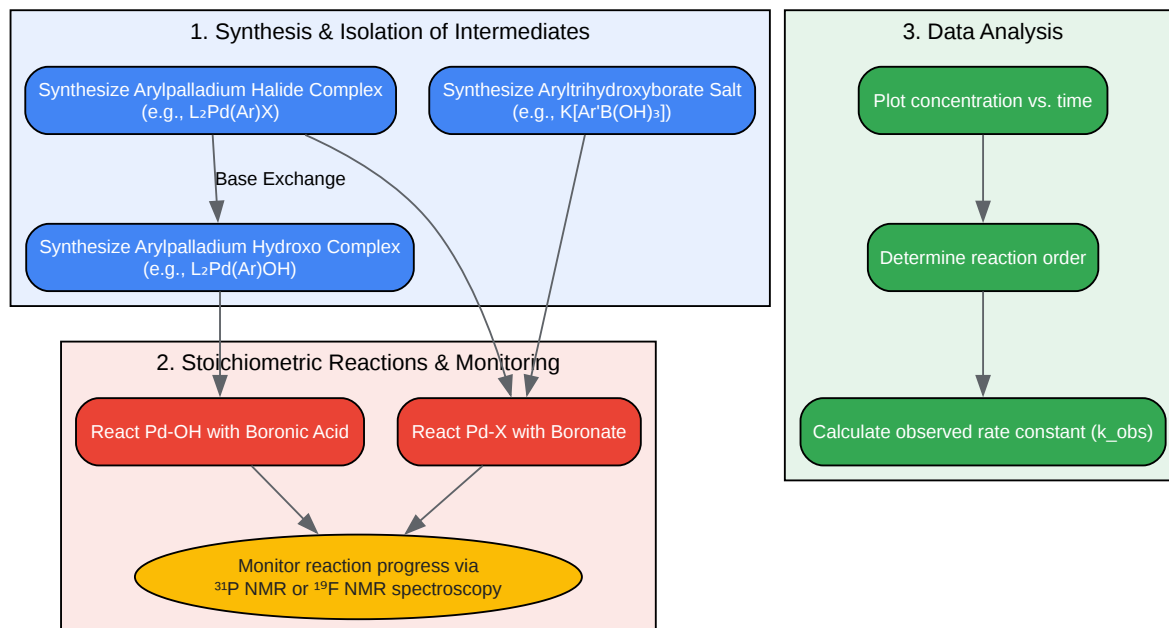 1. Synthesis & Isolation of Intermediates
Synthesize Arylpalladium Halide Complex
(e.g., L₂Pd(Ar)X)
Synthesize Aryltrihydroxyborate Salt
(e.g., K[Ar'B(OH)₃])
Base Exchange
Synthesize Arylpalladium Hydroxo Complex
(e.g., L₂Pd(Ar)OH)
2. Stoichiometric Reactions & Monitoring
React Pd-OH with Boronic Acid
React Pd-X with Boronate
Monitor reaction progress via
³¹P NMR or ¹⁹F NMR spectroscopy
3. Data Analysis
Plot concentration vs. time
Determine reaction order
Calculate observed rate constant (k_obs)